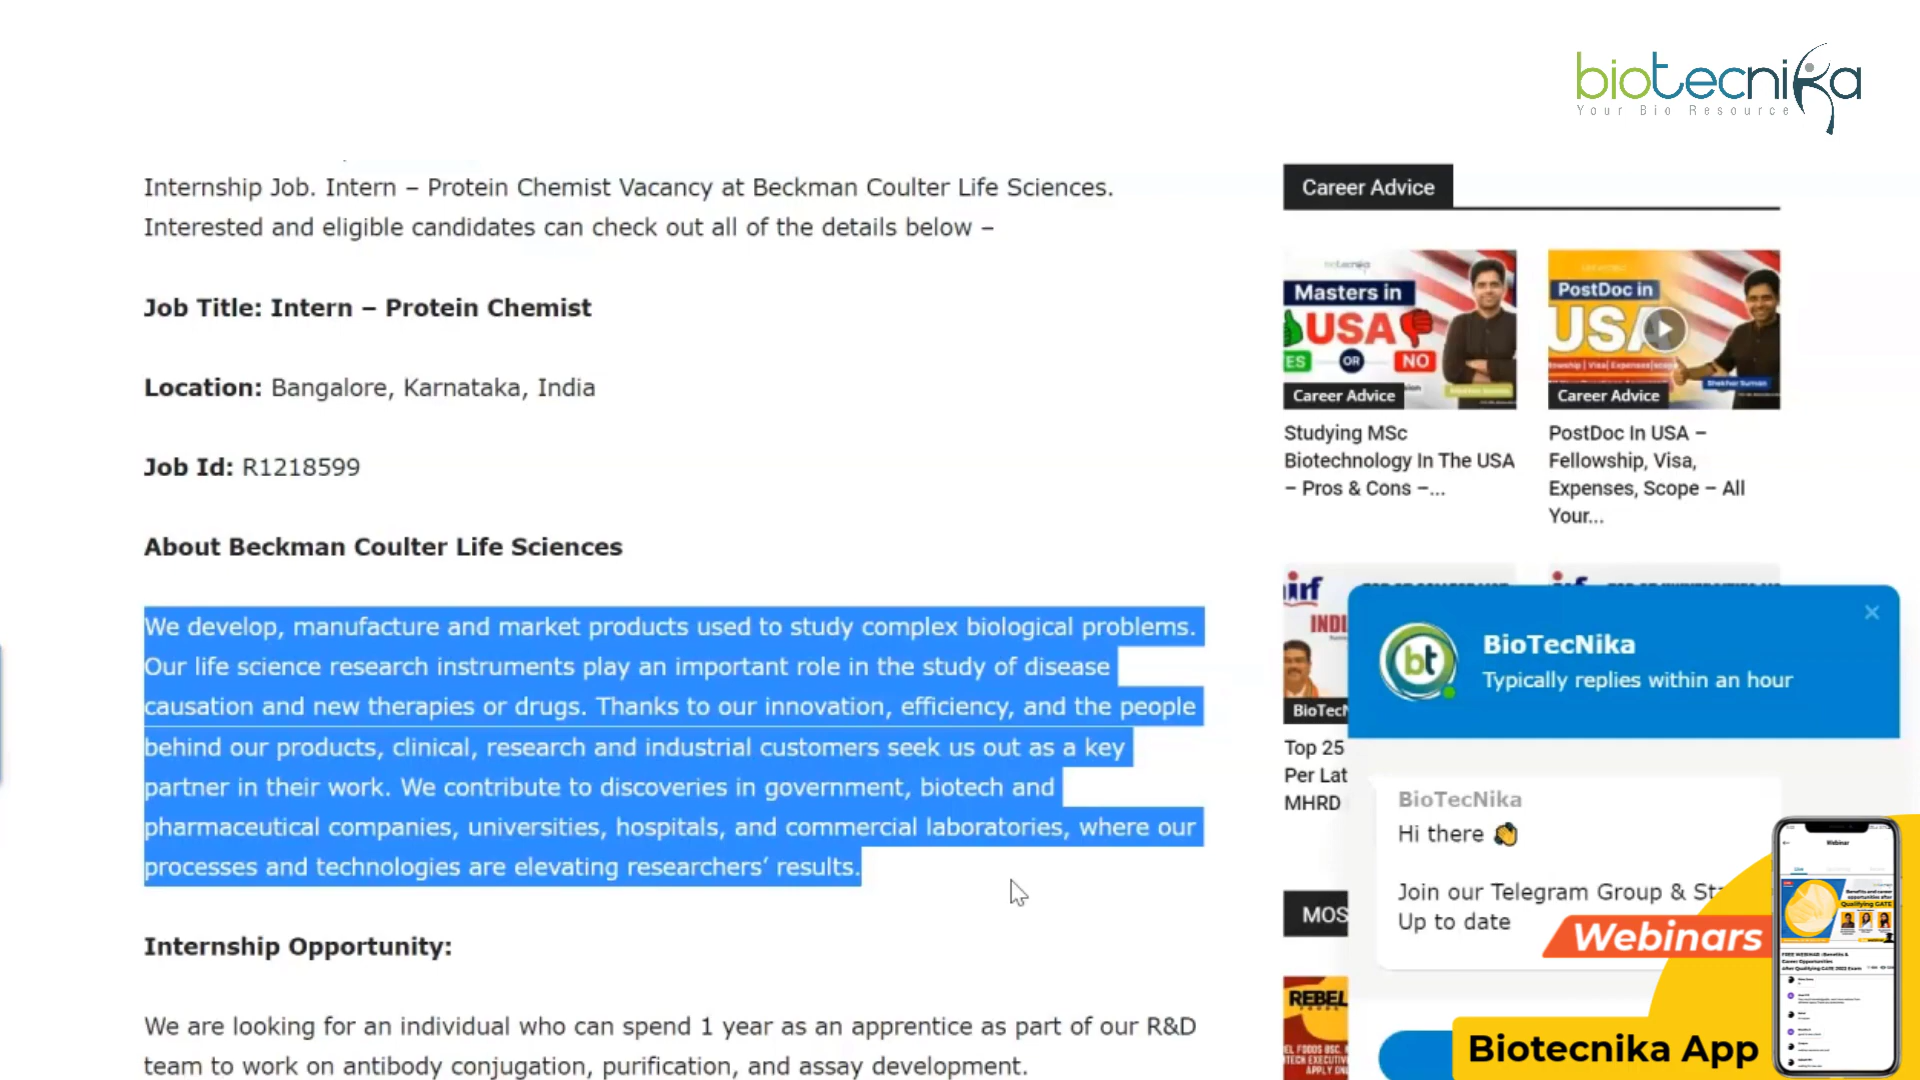 biotecnika
Your Bio Resource
Internship Job. Intern – Protein Chemist Vacancy at Beckman Coulter Life Sciences.
Interested and eligible candidates can check out all of the details below –
Job Title: Intern – Protein Chemist
Location: Bangalore, Karnataka, India
Job Id: R1218599
About Beckman Coulter Life Sciences
We develop, manufacture and market products used to study complex biological problems.
Our life science research instruments play an important role in the study of disease
causation and new therapies or drugs. Thanks to our innovation, efficiency, and the people
behind our products, clinical, research and industrial customers seek us out as a key
partner in their work. We contribute to discoveries in government, biotech and
pharmaceutical companies, universities, hospitals, and commercial laboratories, where our
processes and technologies are elevating researchers’ results.
Internship Opportunity:
We are looking for an individual who can spend 1 year as an apprentice as part of our R&D
team to work on antibody conjugation, purification, and assay development.
Career Advice
Masters in
USA
OR
NO
Career Advice
Studying MSc
Biotechnology In The USA
– Pros & Cons –...
PostDoc in
USA
Shekhar Suman
Career Advice
PostDoc In USA –
Fellowship, Visa,
Expenses, Scope – All
Your...
Top 25
Per Lat
MHRD
MOS
REBEL
BioTecNika
Typically replies within an hour
BioTecNika
Hi there
Join our Telegram Group &
Up to date
Webinars
Biotecnika App
Webinar
Qualifying GATE